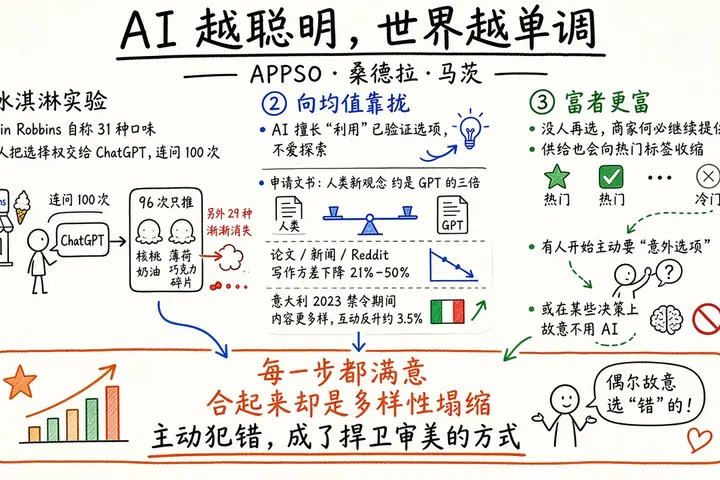 AI 越聪明，世界越单调
APPSO · 桑德拉 · 马茨
冰淇淋实验
in Robbins 自称 31 种口味
人把选择权交给 ChatGPT，连问 100 次
ns
连问 100 次
ChatGPT
96 次只推
核桃
奶油
薄荷
巧克力
碎片
另外 29 种
渐渐消失
② 向均值靠拢
• AI 擅长“利用”已验证选项，
不爱探索
• 申请文书：人类新观念 约是 GPT 的三倍
人类
GPT
论文 / 新闻 / Reddit
写作方差下降 21%–50%
意大利 2023 禁令期间
内容更多样，互动反升约 3.5%
③ 富者更富
• 没人再选，商家何必继续提供
• 供给也会向热门标签收缩
热门
热门
冷门
• 有人开始主动要“意外选项”
?
• 或在某些决策上
故意不用 AI
每一步都满意
合起来却是多样性塌缩
主动犯错，成了捍卫审美的方式
偶尔故意
选“错”的！